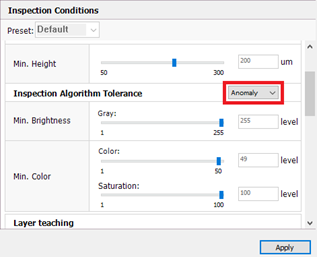 Inspection Conditions
Preset: Default
Min. Height
200 um
50 300
Inspection Algorithm Tolerance Anomaly
Gray:
Min. Brightness
255 level
1 255
Color:
49 level
1 50
Min. Color
Saturation:
100 level
1 100
Layer teaching
Apply